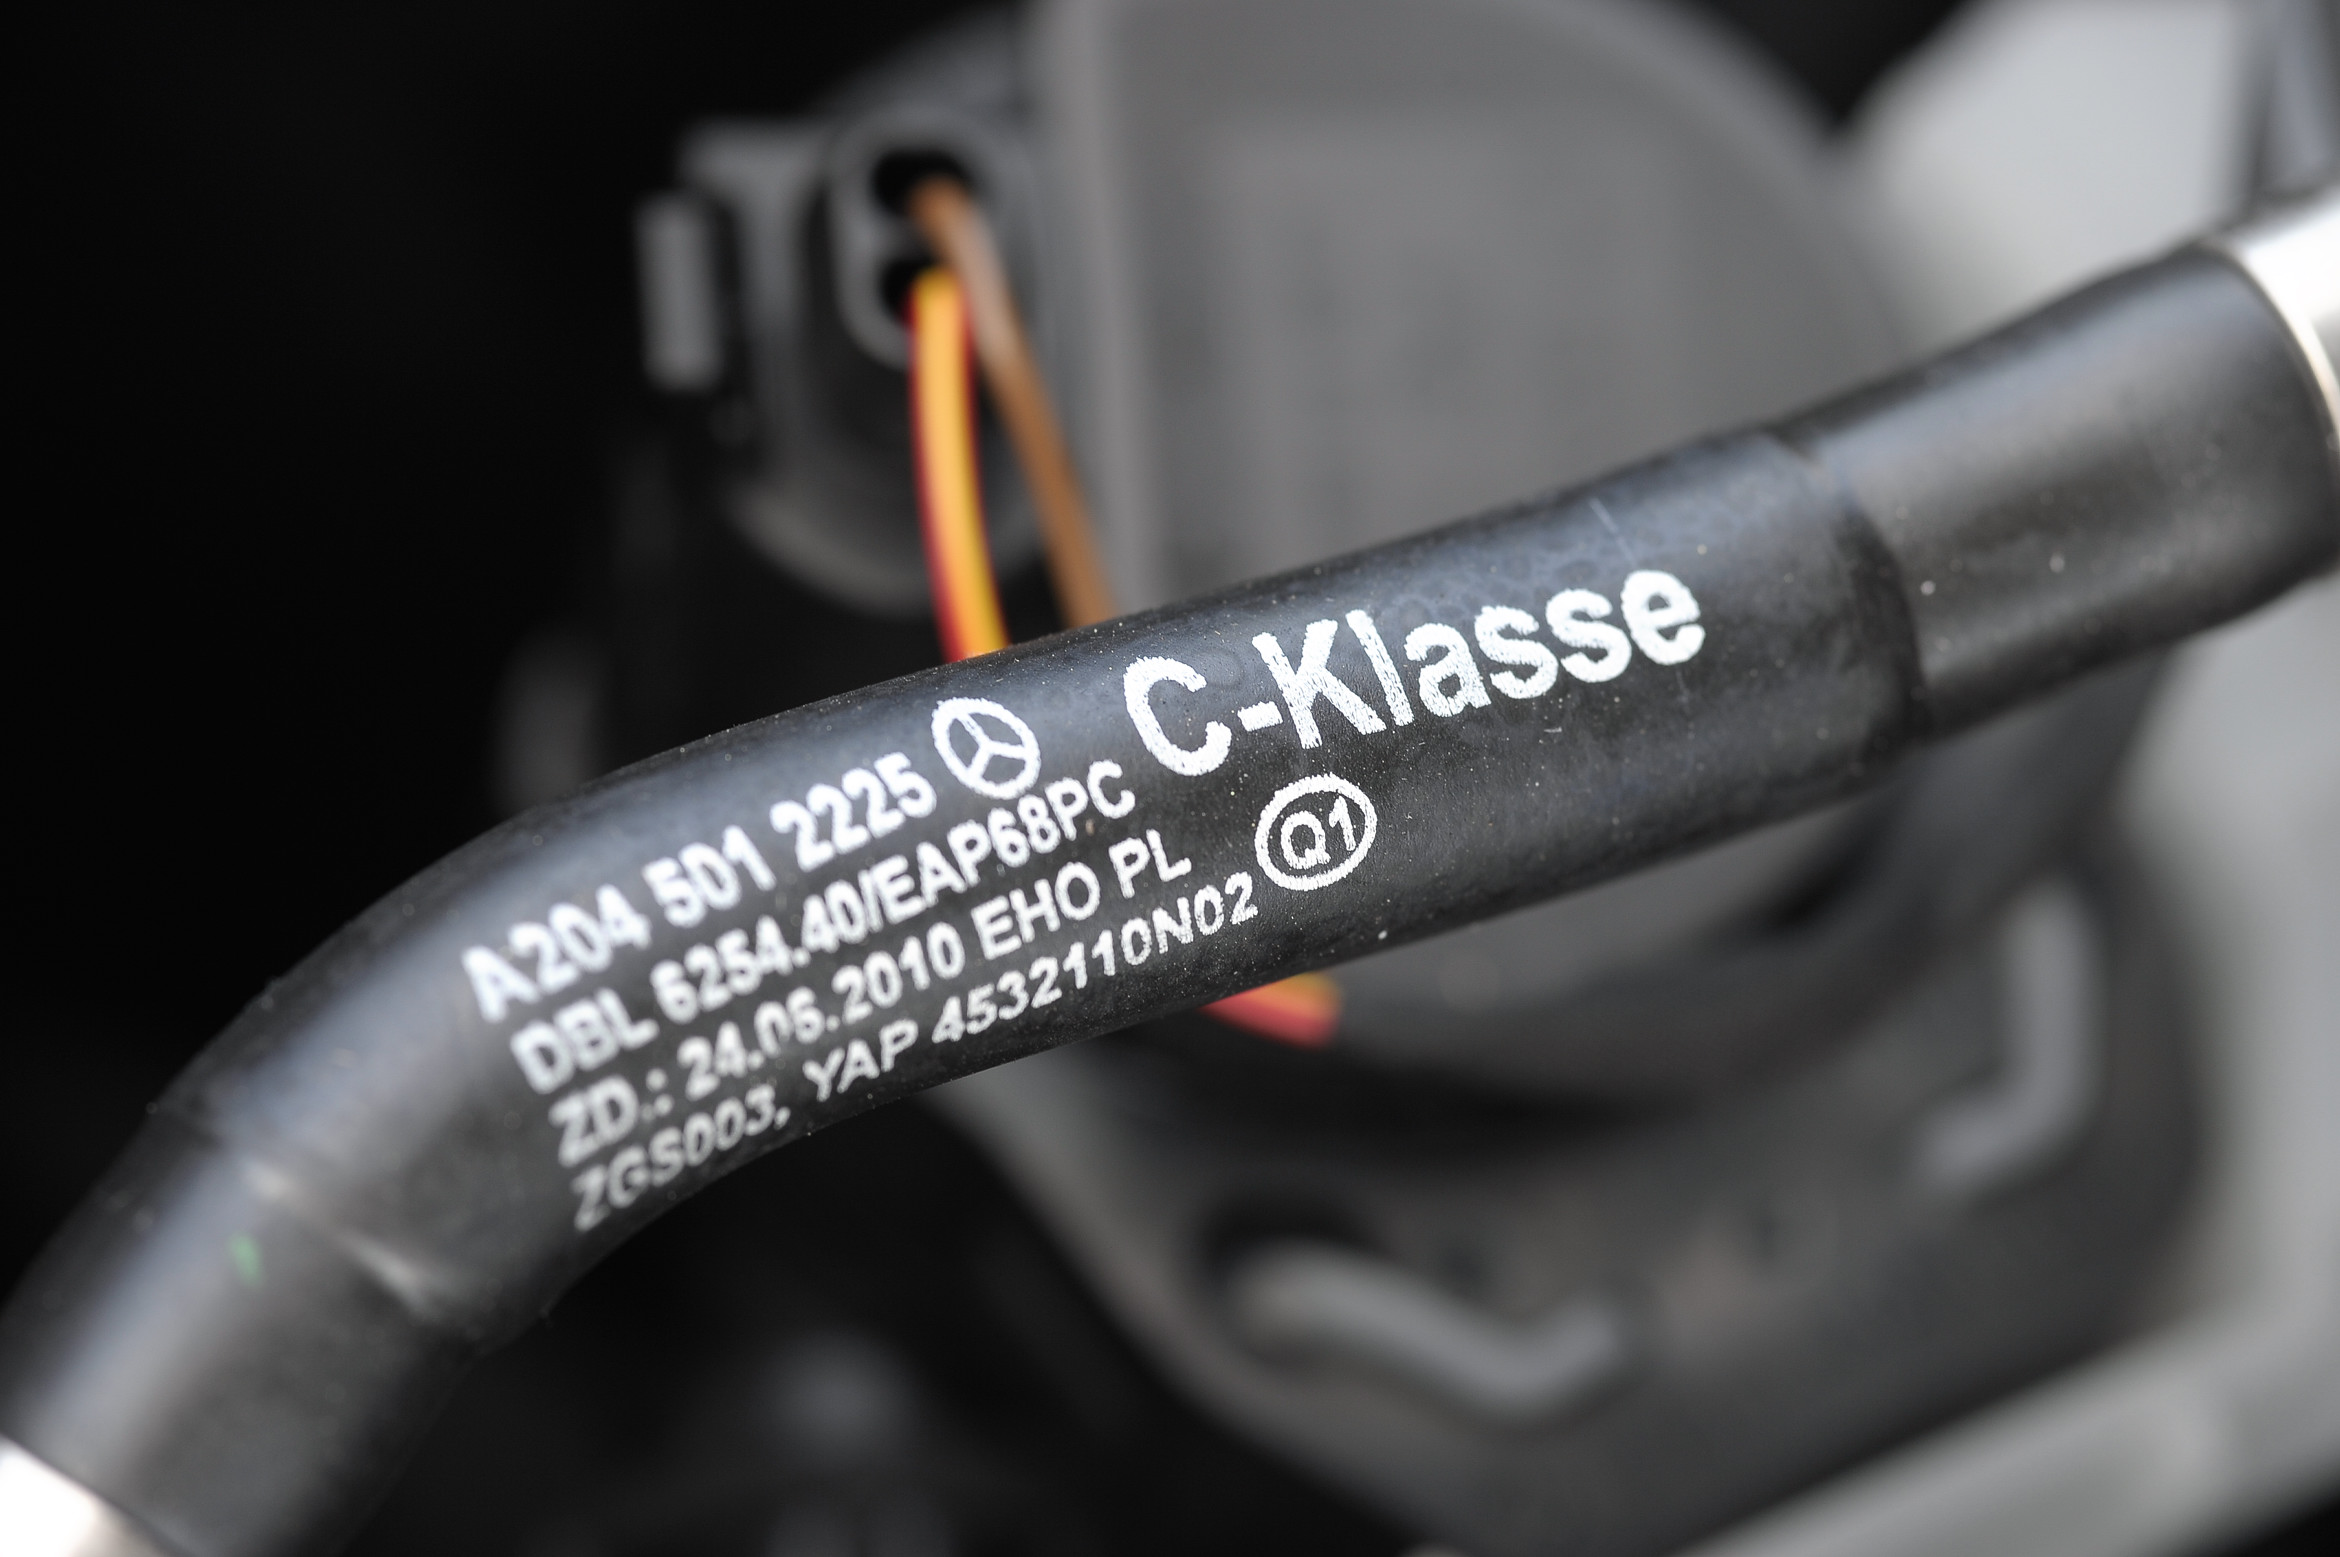 C-Klasse
A204 501 2225
DBL 6254.40/EAP68PC
ZD.: 24.06.2010 EHO PL
Q1
ZGS003, YAP 4532110N02